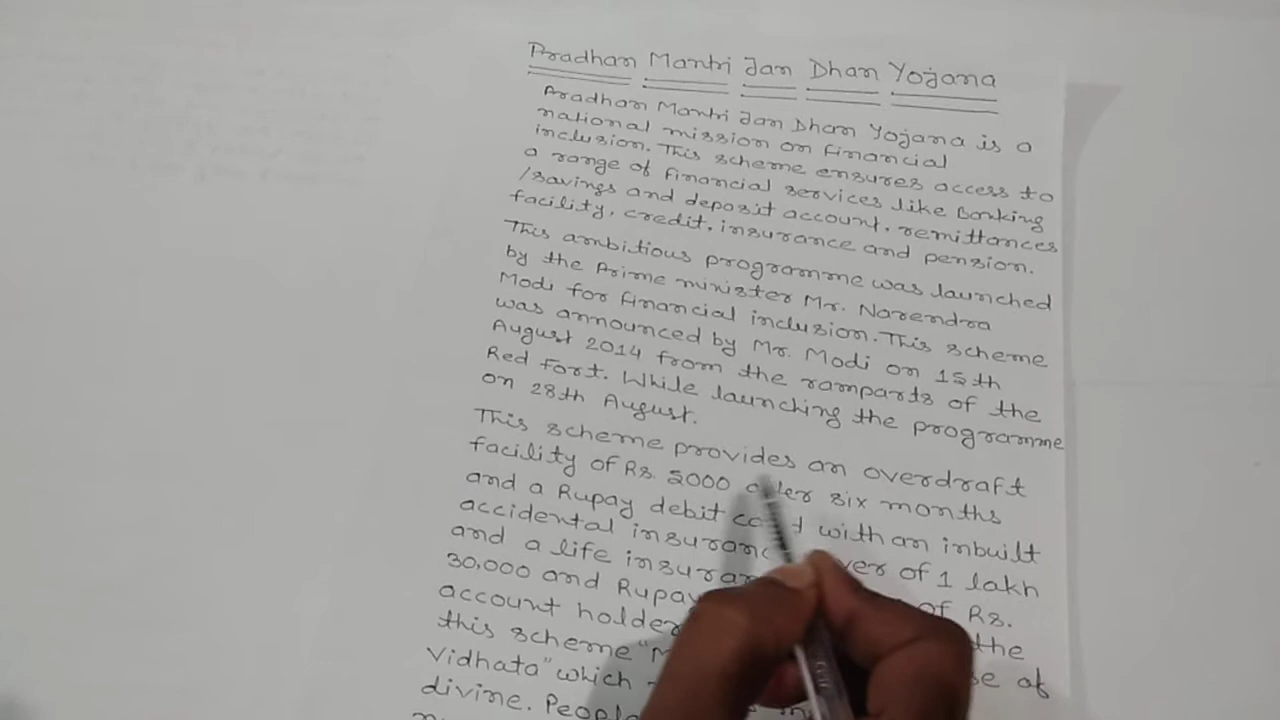 Pradhan Mantri Jan Dhan Yojana
Pradhan Mantri Jan Dhan Yojana is a
national mission on financial
inclusion. This scheme ensures access to
a range of financial services like Banking
/savings and deposit account, remittances
facility, credit, insurance and pension.
This ambitious programme was launched
by the Prime minister Mr. Narendra
Modi for financial inclusion. This scheme
was announced by Mr. Modi on 15th
August 2014 from the ramparts of the
Red Fort. While launching the programme
on 28th August.
This scheme provides an overdraft
facility of Rs. 5000 after six months
and a Rupay debit card with an inbuilt
accidental insurance cover of 1 lakh
and a life of Rs.
30,000 and Rupay the
account
this scheme of
Vidhata" which
divine.